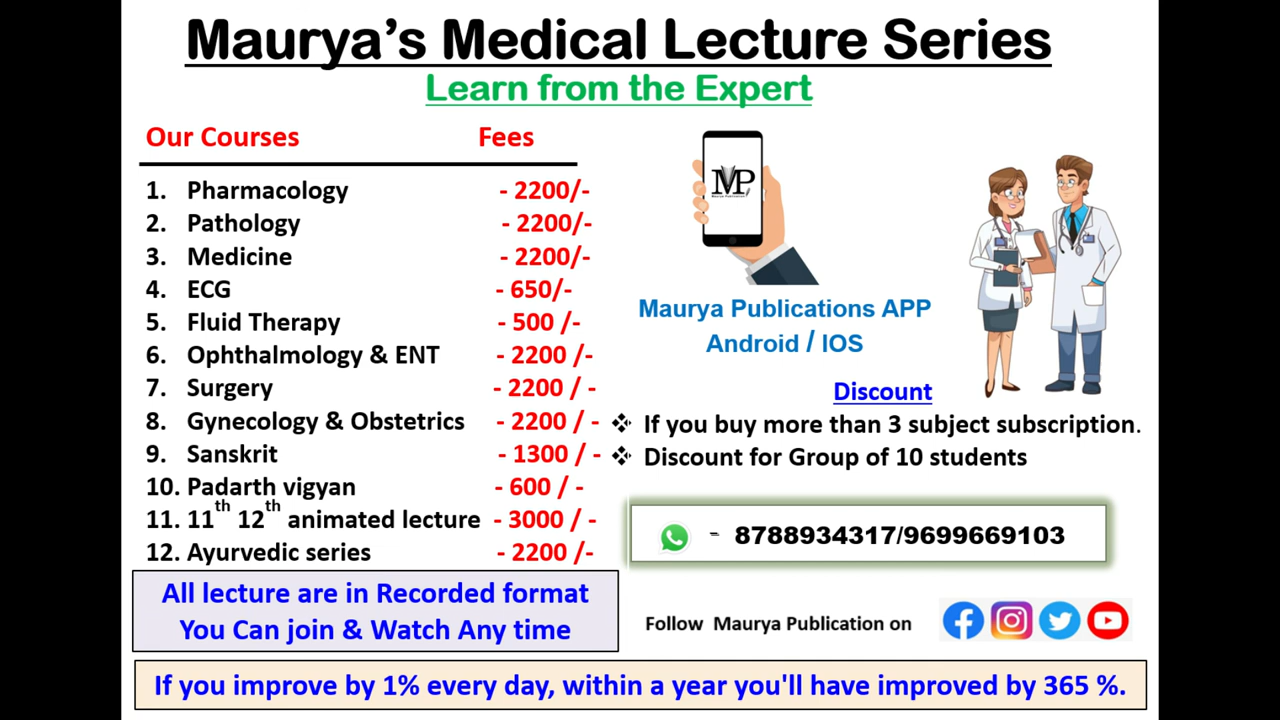 Maurya's Medical Lecture Series
Learn from the Expert
Our Courses Fees
1. Pharmacology - 2200/-
2. Pathology - 2200/-
3. Medicine - 2200/-
4. ECG - 650/-
5. Fluid Therapy - 500 /-
6. Ophthalmology & ENT - 2200 /-
7. Surgery - 2200 / -
8. Gynecology & Obstetrics - 2200 / -
9. Sanskrit - 1300 / -
10. Padarth vigyan - 600 / -
11. 11th 12th animated lecture - 3000 / -
12. Ayurvedic series - 2200 /-
All lecture are in Recorded format
You Can join & Watch Any time
MP
Maurya Publication
Maurya Publications APP
Android / IOS
Discount
❖ If you buy more than 3 subject subscription.
❖ Discount for Group of 10 students
- 8788934317/9699669103
Follow Maurya Publication on
If you improve by 1% every day, within a year you'll have improved by 365 %.